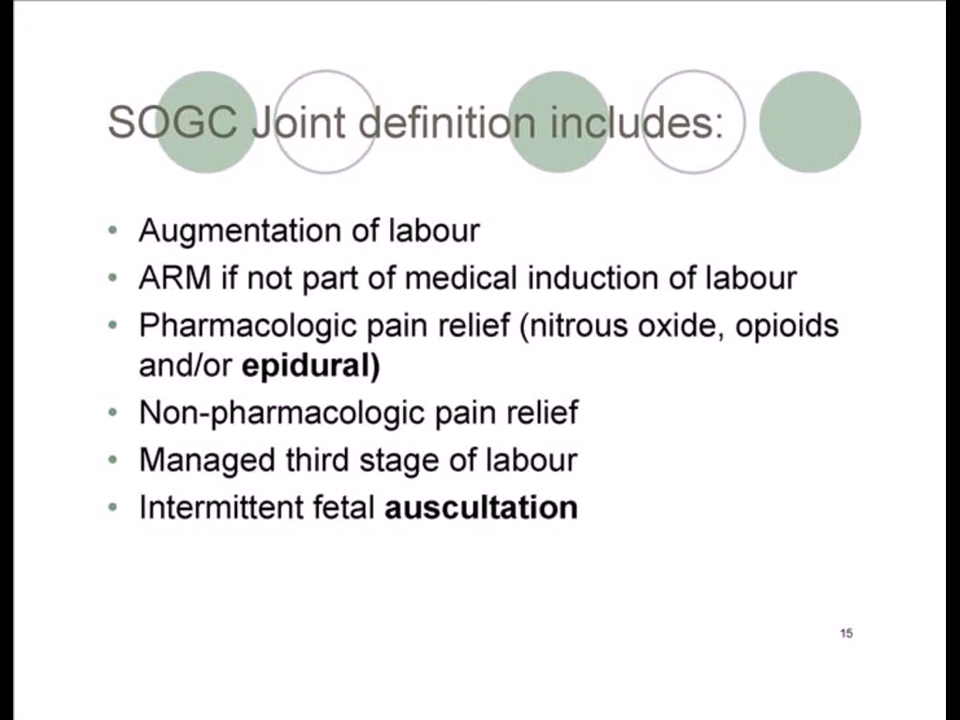 SOGC Joint definition includes:
• Augmentation of labour
• ARM if not part of medical induction of labour
• Pharmacologic pain relief (nitrous oxide, opioids
and/or epidural)
• Non-pharmacologic pain relief
• Managed third stage of labour
• Intermittent fetal auscultation
15